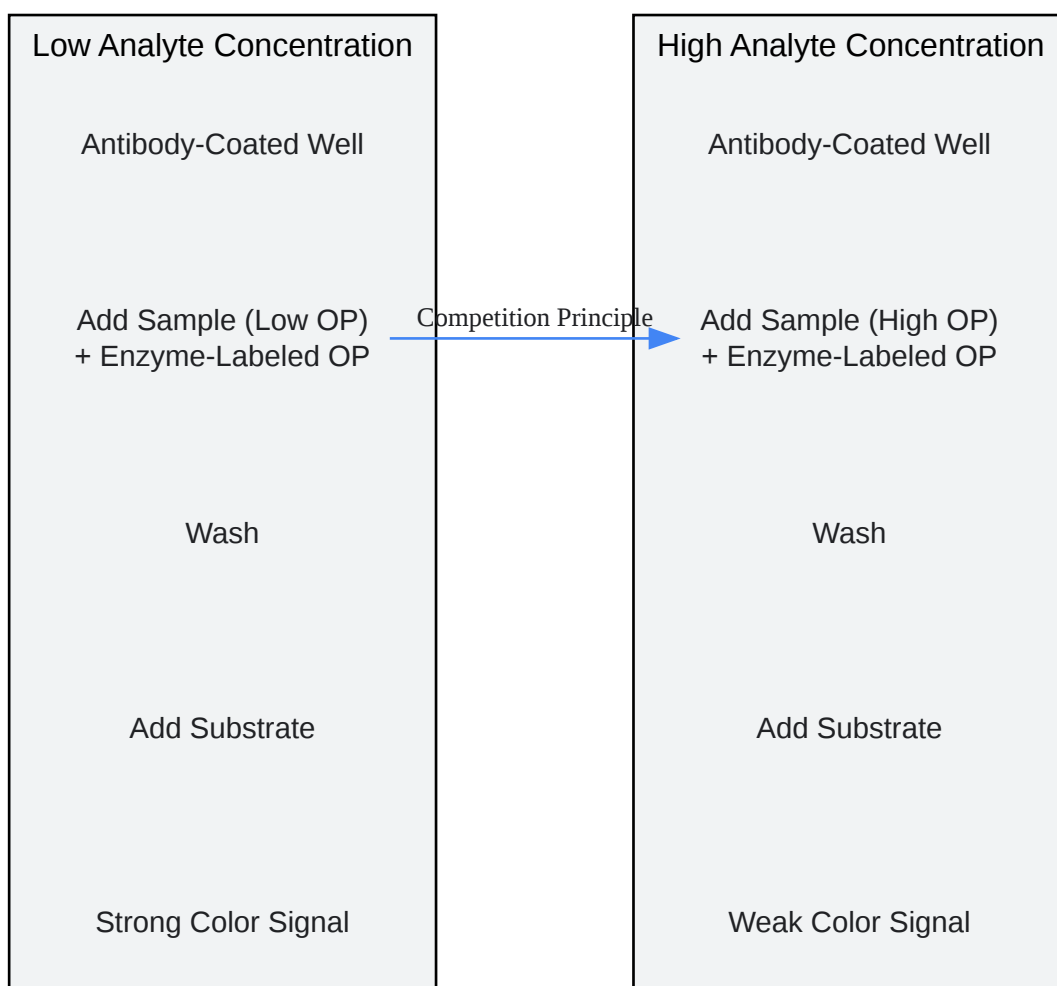 Low Analyte Concentration
Antibody-Coated Well
Add Sample (Low OP)
+ Enzyme-Labeled OP
Wash
Add Substrate
Strong Color Signal
Competition Principle
High Analyte Concentration
Antibody-Coated Well
Add Sample (High OP)
+ Enzyme-Labeled OP
Wash
Add Substrate
Weak Color Signal